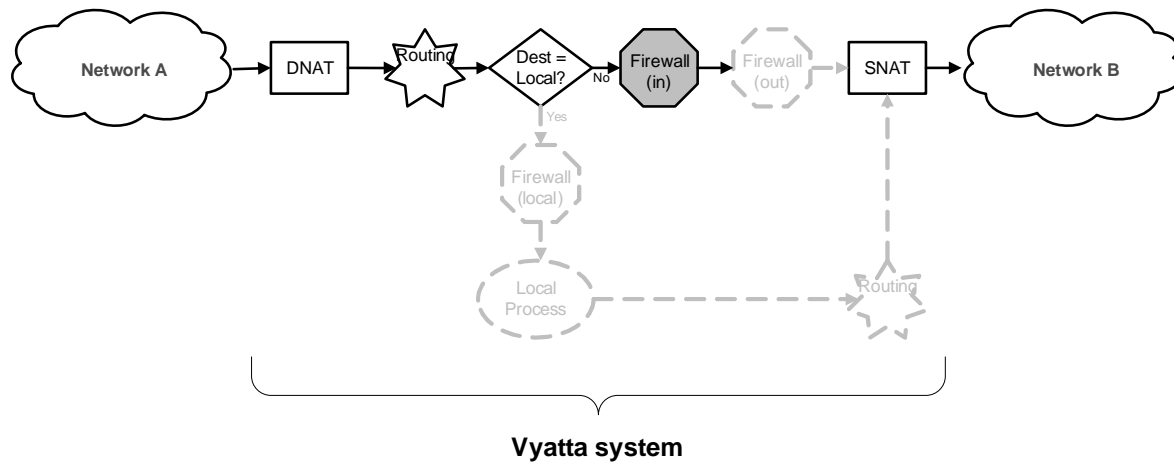 Network A
DNAT
Routing
Dest =
Local?
No
Firewall
(in)
Firewall
(out)
SNAT
Network B
Yes
Firewall
(local)
Local
Process
Routing
Vyatta system